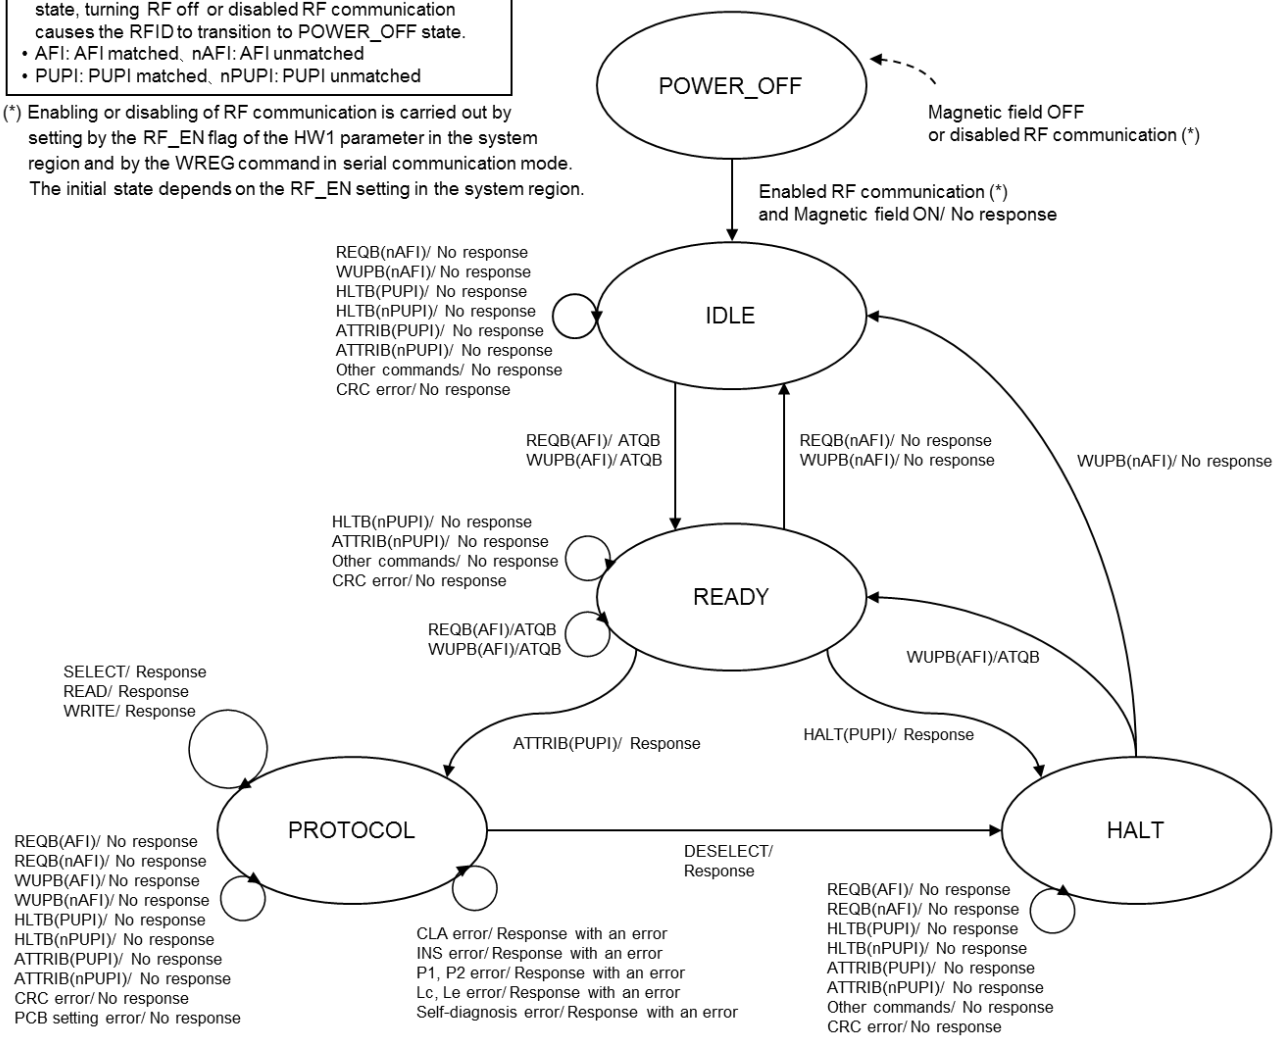 state, turning RF off or disabled RF communication
causes the RFID to transition to POWER_OFF state.
• AFI: AFI matched、nAFI: AFI unmatched
• PUPI: PUPI matched、nPUPI: PUPI unmatched
(*) Enabling or disabling of RF communication is carried out by
setting by the RF_EN flag of the HW1 parameter in the system
region and by the WREG command in serial communication mode.
The initial state depends on the RF_EN setting in the system region.
POWER_OFF
Magnetic field OFF
or disabled RF communication (*)
Enabled RF communication (*)
and Magnetic field ON/ No response
REQB(nAFI)/ No response
WUPB(nAFI)/ No response
HLTB(PUPI)/ No response
HLTB(nPUPI)/ No response
ATTRIB(PUPI)/ No response
ATTRIB(nPUPI)/ No response
Other commands/ No response
CRC error/ No response
IDLE
REQB(AFI)/ ATQB
WUPB(AFI)/ ATQB
REQB(nAFI)/ No response
WUPB(nAFI)/ No response
WUPB(nAFI)/ No response
HLTB(nPUPI)/ No response
ATTRIB(nPUPI)/ No response
Other commands/ No response
CRC error/ No response
READY
REQB(AFI)/ATQB
WUPB(AFI)/ATQB
WUPB(AFI)/ATQB
SELECT/ Response
READ/ Response
WRITE/ Response
ATTRIB(PUPI)/ Response
HALT(PUPI)/ Response
PROTOCOL
HALT
DESELECT/
Response
REQB(AFI)/ No response
REQB(nAFI)/ No response
WUPB(AFI)/ No response
WUPB(nAFI)/ No response
HLTB(PUPI)/ No response
HLTB(nPUPI)/ No response
ATTRIB(PUPI)/ No response
ATTRIB(nPUPI)/ No response
CRC error/ No response
PCB setting error/ No response
CLA error/ Response with an error
INS error/ Response with an error
P1, P2 error/ Response with an error
Lc, Le error/ Response with an error
Self-diagnosis error/ Response with an error
REQB(AFI)/ No response
REQB(nAFI)/ No response
HLTB(PUPI)/ No response
HLTB(nPUPI)/ No response
ATTRIB(PUPI)/ No response
ATTRIB(nPUPI)/ No response
Other commands/ No response
CRC error/ No response